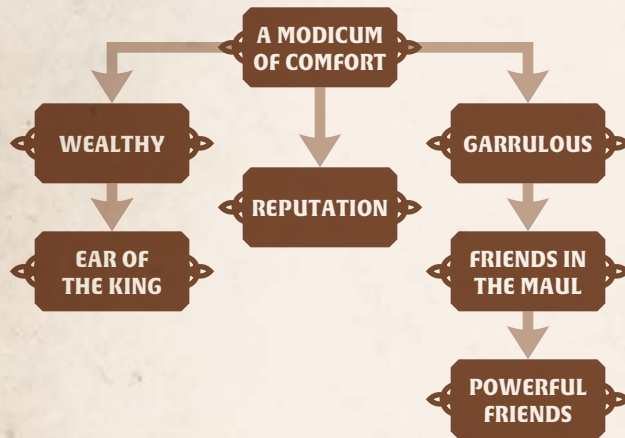 A MODICUM
OF COMFORT
WEALTHY
GARRULOUS
REPUTATION
EAR OF
THE KING
FRIENDS IN
THE MAUL
POWERFUL
FRIENDS